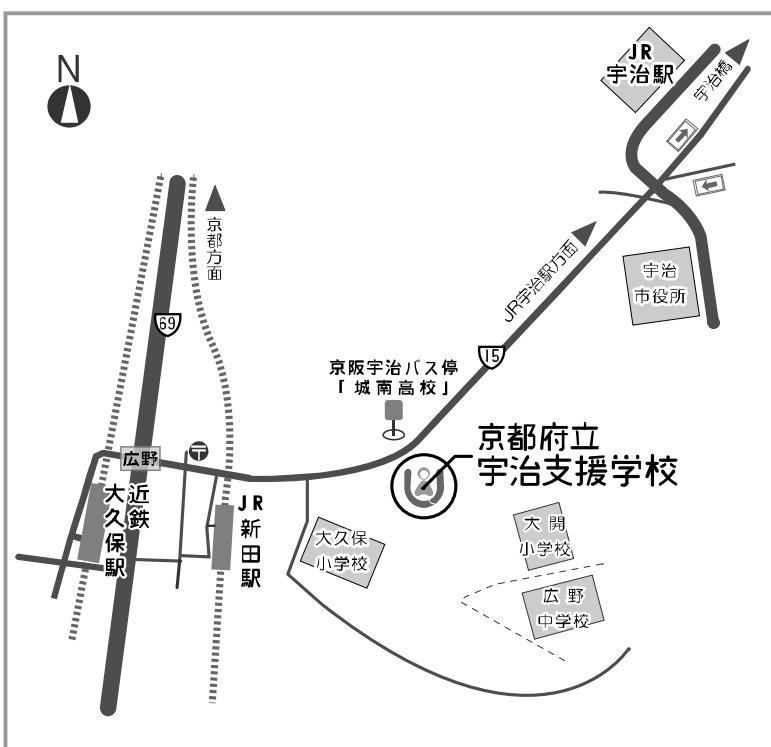 N
JR
宇治駅
宇治橋
京都方面
JR宇治駅方面
宇治
市役所
69
15
京阪宇治バス停
「城南高校」
京都府立
宇治支援学校
広野
〒
近鉄
大久保駅
JR
新田駅
大久保
小学校
大開
小学校
広野
中学校